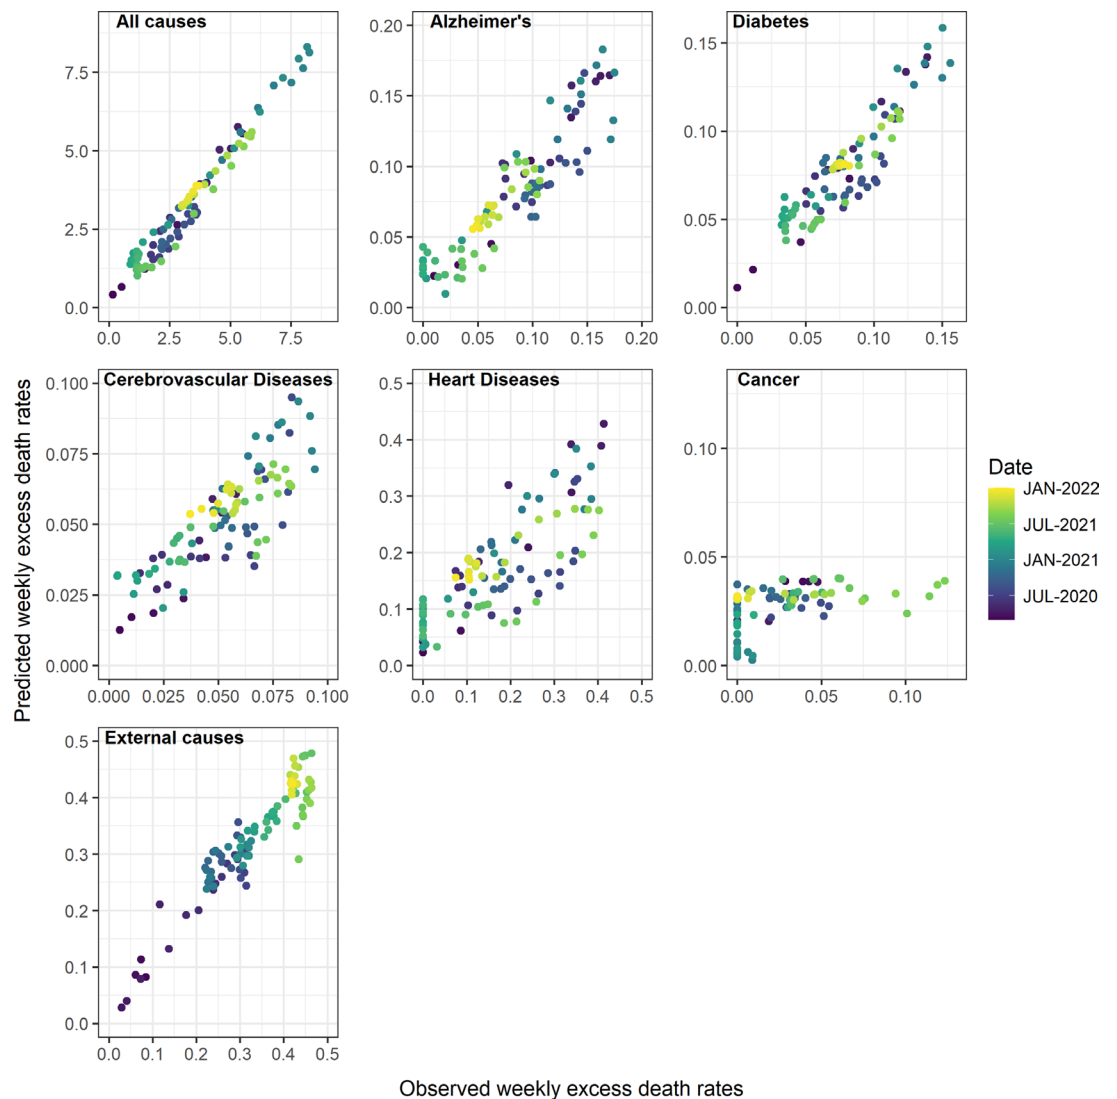 All causes
Alzheimer's
Diabetes
7.5
5.0
2.5
0.0
0.0 2.5 5.0 7.5
0.20
0.15
0.10
0.05
0.00
0.00 0.05 0.10 0.15 0.20
0.15
0.10
0.05
0.00
0.00 0.05 0.10 0.15
Cerebrovascular Diseases
Heart Diseases
Cancer
0.100
0.075
0.050
0.025
0.000
0.000 0.025 0.050 0.075 0.100
0.5
0.4
0.3
0.2
0.1
0.0
0.0 0.1 0.2 0.3 0.4 0.5
0.10
0.05
0.00
0.00 0.05 0.10
External causes
0.5
0.4
0.3
0.2
0.1
0.0
0.0 0.1 0.2 0.3 0.4 0.5
Predicted weekly excess death rates
Observed weekly excess death rates
Date
JAN-2022
JUL-2021
JAN-2021
JUL-2020